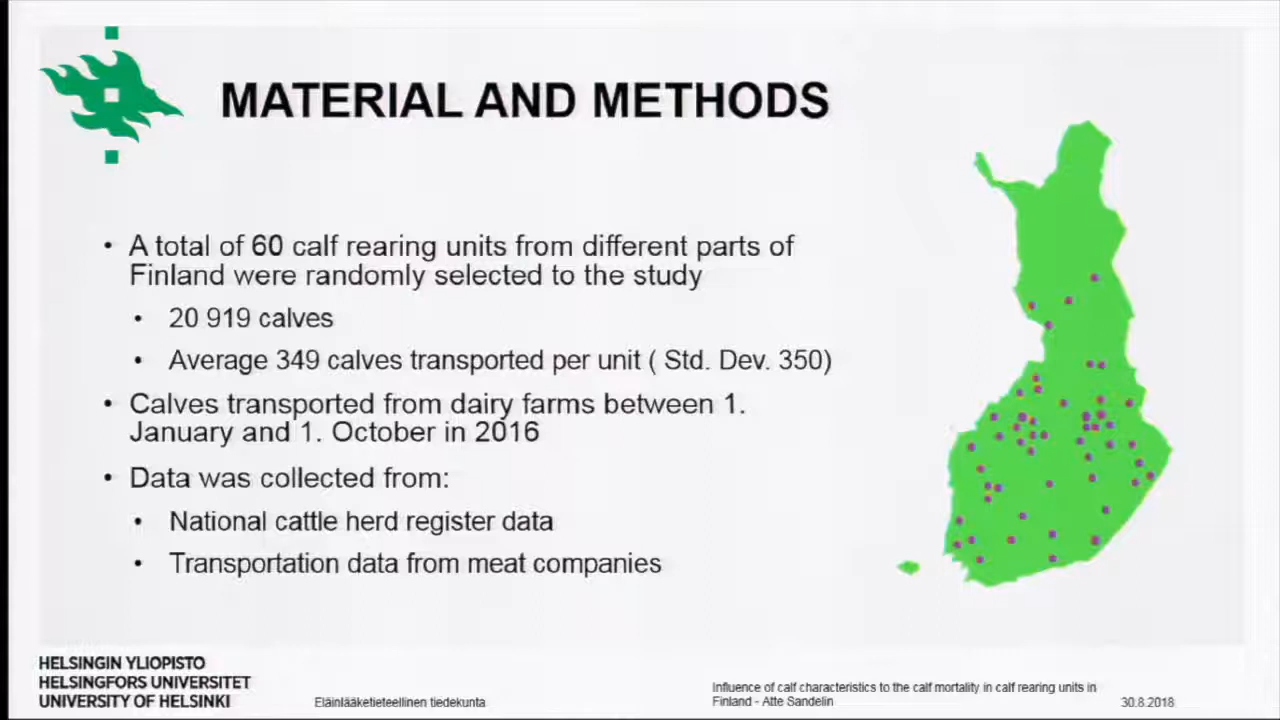 MATERIAL AND METHODS
• A total of 60 calf rearing units from different parts of
Finland were randomly selected to the study
• 20 919 calves
• Average 349 calves transported per unit ( Std. Dev. 350)
• Calves transported from dairy farms between 1.
January and 1. October in 2016
• Data was collected from:
• National cattle herd register data
• Transportation data from meat companies
HELSINGIN YLIOPISTO
HELSINGFORS UNIVERSITET
UNIVERSITY OF HELSINKI
Eläinlääketieteellinen tiedekunta
Influence of calf characteristics to the calf mortality in calf rearing units in
Finland - Atte Sandelin
30.8.2018